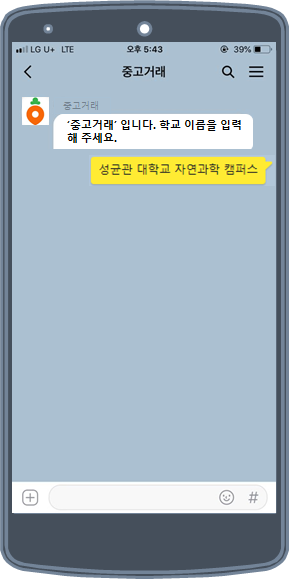 LG U+ LTE 오후 5:43 39%
중고거래
중고거래
'중고거래' 입니다. 학교 이름을 입력
해 주세요.
성균관 대학교 자연과학 캠퍼스
#